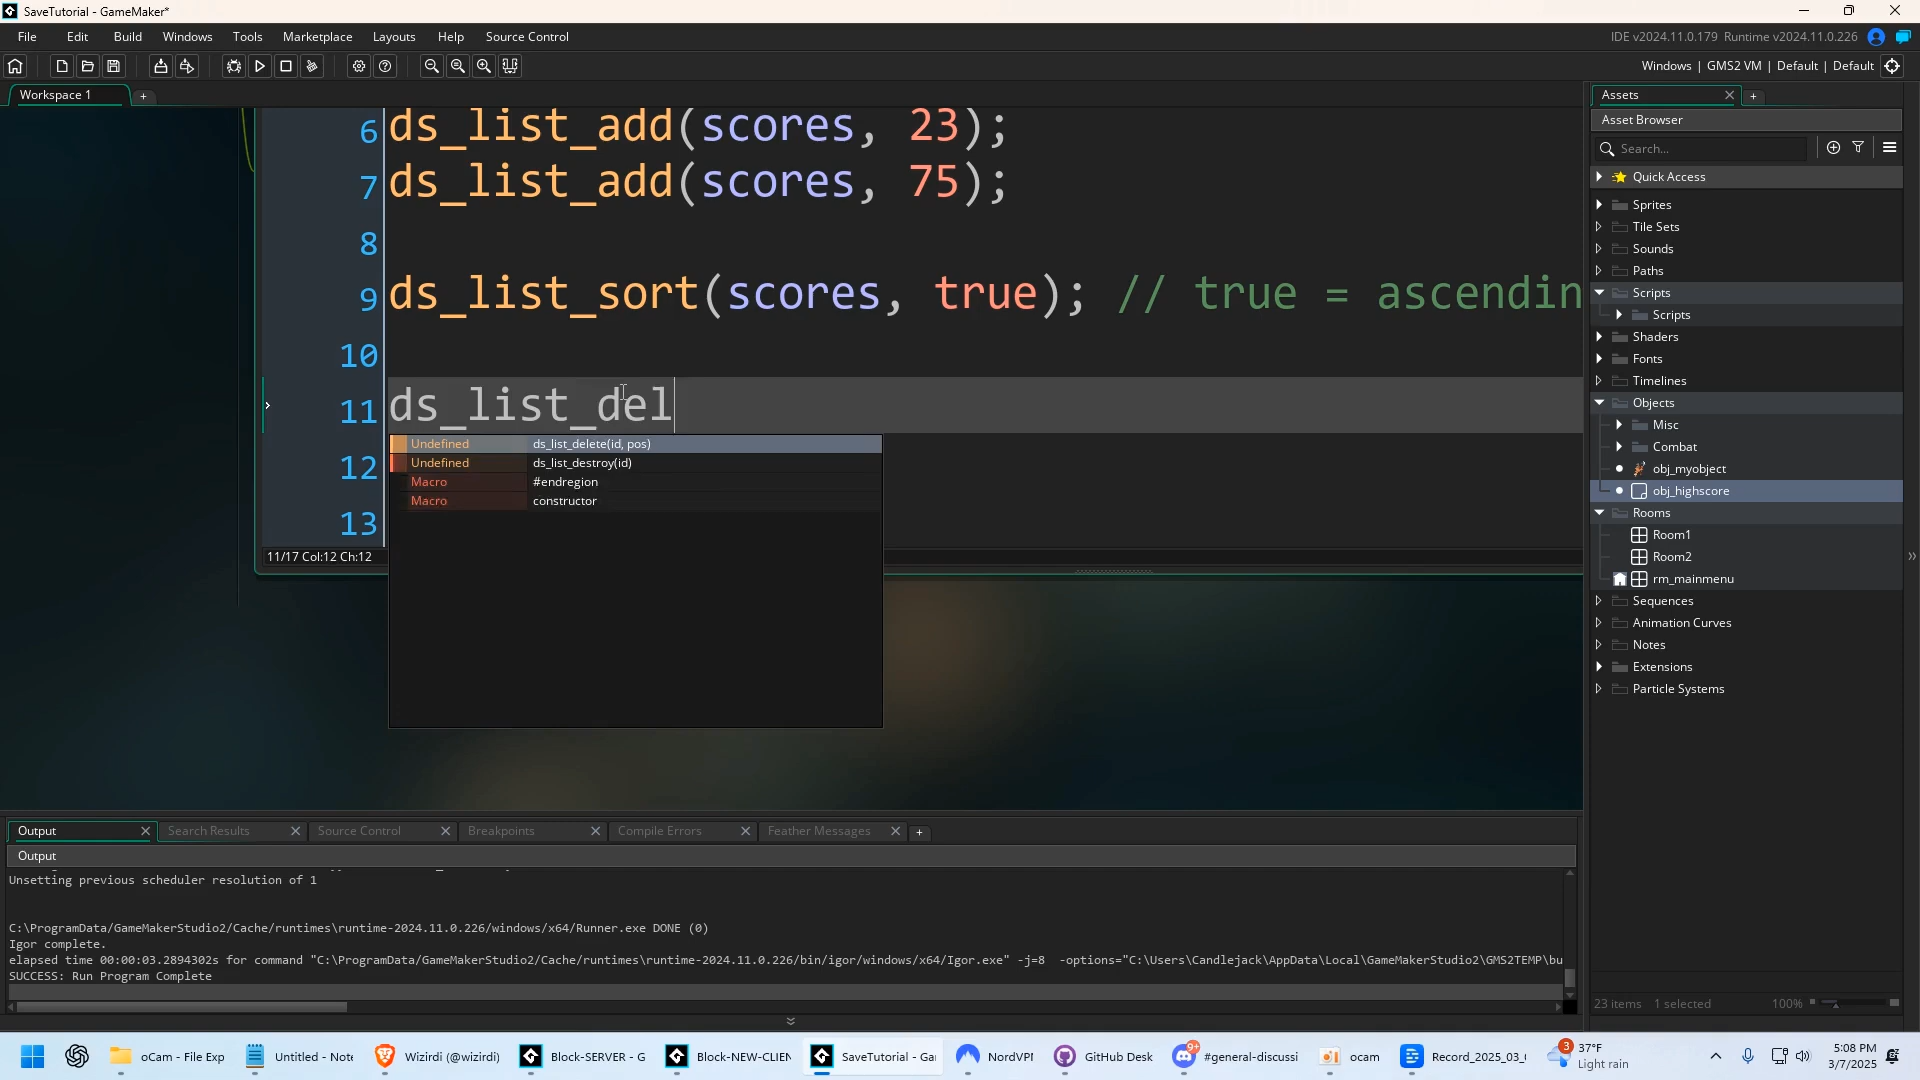 SaveTutorial - GameMaker*
File Edit Build Windows Tools Marketplace Layouts Help Source Control
IDE v2024.11.0.179 Runtime v2024.11.0.226
Windows | GMS2 VM | Default | Default
Workspace 1
6 ds_list_add(scores, 23);
7 ds_list_add(scores, 75);
8
9 ds_list_sort(scores, true); // true = ascendin
10
11 ds_list_del
12
13
Undefined ds_list_delete(id, pos)
Undefined ds_list_destroy(id)
Macro #endregion
Macro constructor
11/17 Col:12 Ch:12
Assets
Asset Browser
Search...
Quick Access
Sprites
Tile Sets
Sounds
Paths
Scripts
Scripts
Shaders
Fonts
Timelines
Objects
Misc
Combat
obj_myobject
obj_highscore
Rooms
Room1
Room2
rm_mainmenu
Sequences
Animation Curves
Notes
Extensions
Particle Systems
23 items 1 selected 100%
Output Search Results Source Control Breakpoints Compile Errors Feather Messages
Output
Unsetting previous scheduler resolution of 1
C:\ProgramData/GameMakerStudio2/Cache/runtimes\runtime-2024.11.0.226/windows/x64/Runner.exe DONE (0)
Igor complete.
elapsed time 00:00:03.2894302s for command "C:\ProgramData/GameMakerStudio2/Cache/runtimes\runtime-2024.11.0.226/bin/igor/windows/x64/Igor.exe" -j=8 -options="C:\Users\Candlejack\AppData\Local\GameMakerStudio2\GMS2TEMP\bu
SUCCESS: Run Program Complete
oCam - File Exp Untitled - Note Wizirdi (@wizirdi) Block-SERVER - G Block-NEW-CLIEN SaveTutorial - Ga NordVPN GitHub Desk 9+ #general-discussi ocam Record_2025_03_ 3 37°F Light rain 5:08 PM 3/7/2025